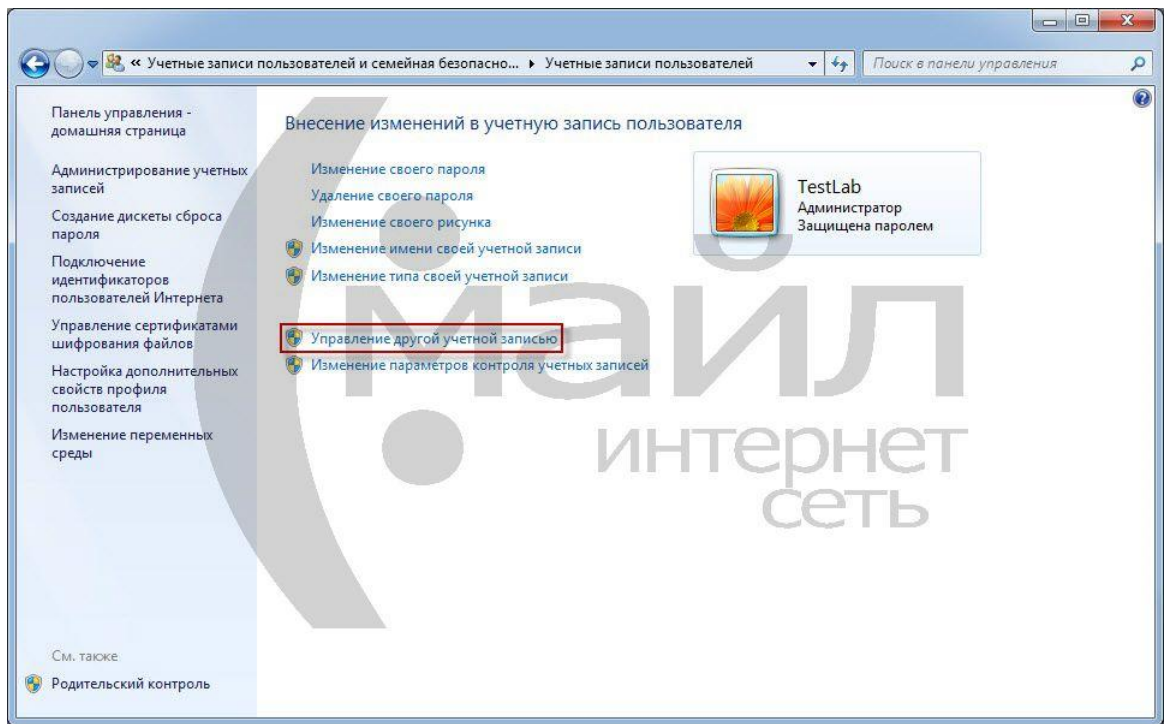 « Учетные записи пользователей и семейная безопасно... ▸ Учетные записи пользователей
Поиск в панели управления
Панель управления -
домашняя страница
Администрирование учетных
записей
Создание дискеты сброса
пароля
Подключение
идентификаторов
пользователей Интернета
Управление сертификатами
шифрования файлов
Настройка дополнительных
свойств профиля
пользователя
Изменение переменных
среды
См. также
Родительский контроль
Внесение изменений в учетную запись пользователя
Изменение своего пароля
Удаление своего пароля
Изменение своего рисунка
Изменение имени своей учетной записи
Изменение типа своей учетной записи
Управление другой учетной записью
Изменение параметров контроля учетных записей
TestLab
Администратор
Защищена паролем
майл
интернет
сеть